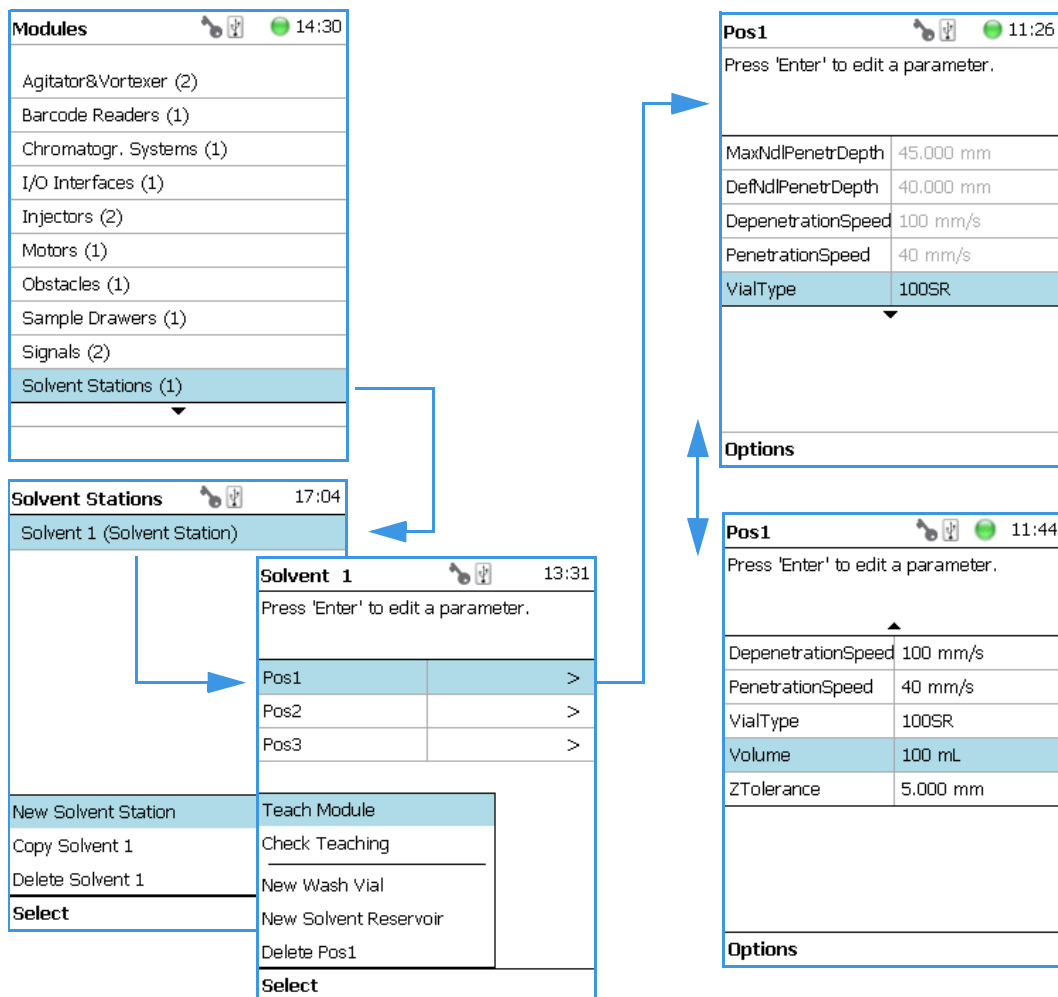 Modules 14:30
Agitator&Vortexer (2)
Barcode Readers (1)
Chromatogr. Systems (1)
I/O Interfaces (1)
Injectors (2)
Motors (1)
Obstacles (1)
Sample Drawers (1)
Signals (2)
Solvent Stations (1)
Solvent Stations 17:04
Solvent 1 (Solvent Station)
New Solvent Station
Copy Solvent 1
Delete Solvent 1
Select
Solvent 1 13:31
Press 'Enter' to edit a parameter.
Pos1 >
Pos2 >
Pos3 >
Teach Module
Check Teaching
New Wash Vial
New Solvent Reservoir
Delete Pos1
Select
Pos1 11:26
Press 'Enter' to edit a parameter.
MaxNdlPenetrDepth 45.000 mm
DefNdlPenetrDepth 40.000 mm
DepenetrationSpeed 100 mm/s
PenetrationSpeed 40 mm/s
VialType 100SR
Options
Pos1 11:44
Press 'Enter' to edit a parameter.
DepenetrationSpeed 100 mm/s
PenetrationSpeed 40 mm/s
VialType 100SR
Volume 100 mL
ZTolerance 5.000 mm
Options